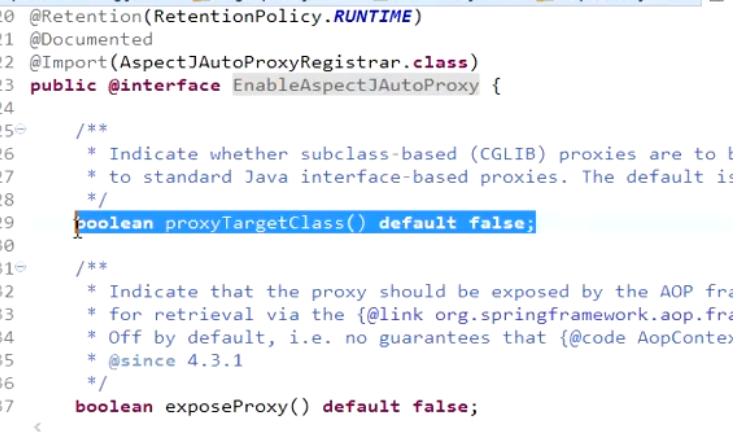 20 @Retention(RetentionPolicy.RUNTIME)
21 @Documented
22 @Import(AspectJAutoProxyRegistrar.class)
23 public @interface EnableAspectJAutoProxy {
24
25 /**
26 * Indicate whether subclass-based (CGLIB) proxies are to
27 * to standard Java interface-based proxies. The default is
28 */
29 boolean proxyTargetClass() default false;
30
31 /**
32 * Indicate that the proxy should be exposed by the AOP
33 * for retrieval via the {@link org.springframework.aop.
34 * Off by default, i.e. no guarantees that {@code AopContex
35 * @since 4.3.1
36 */
37 boolean exposeProxy() default false;